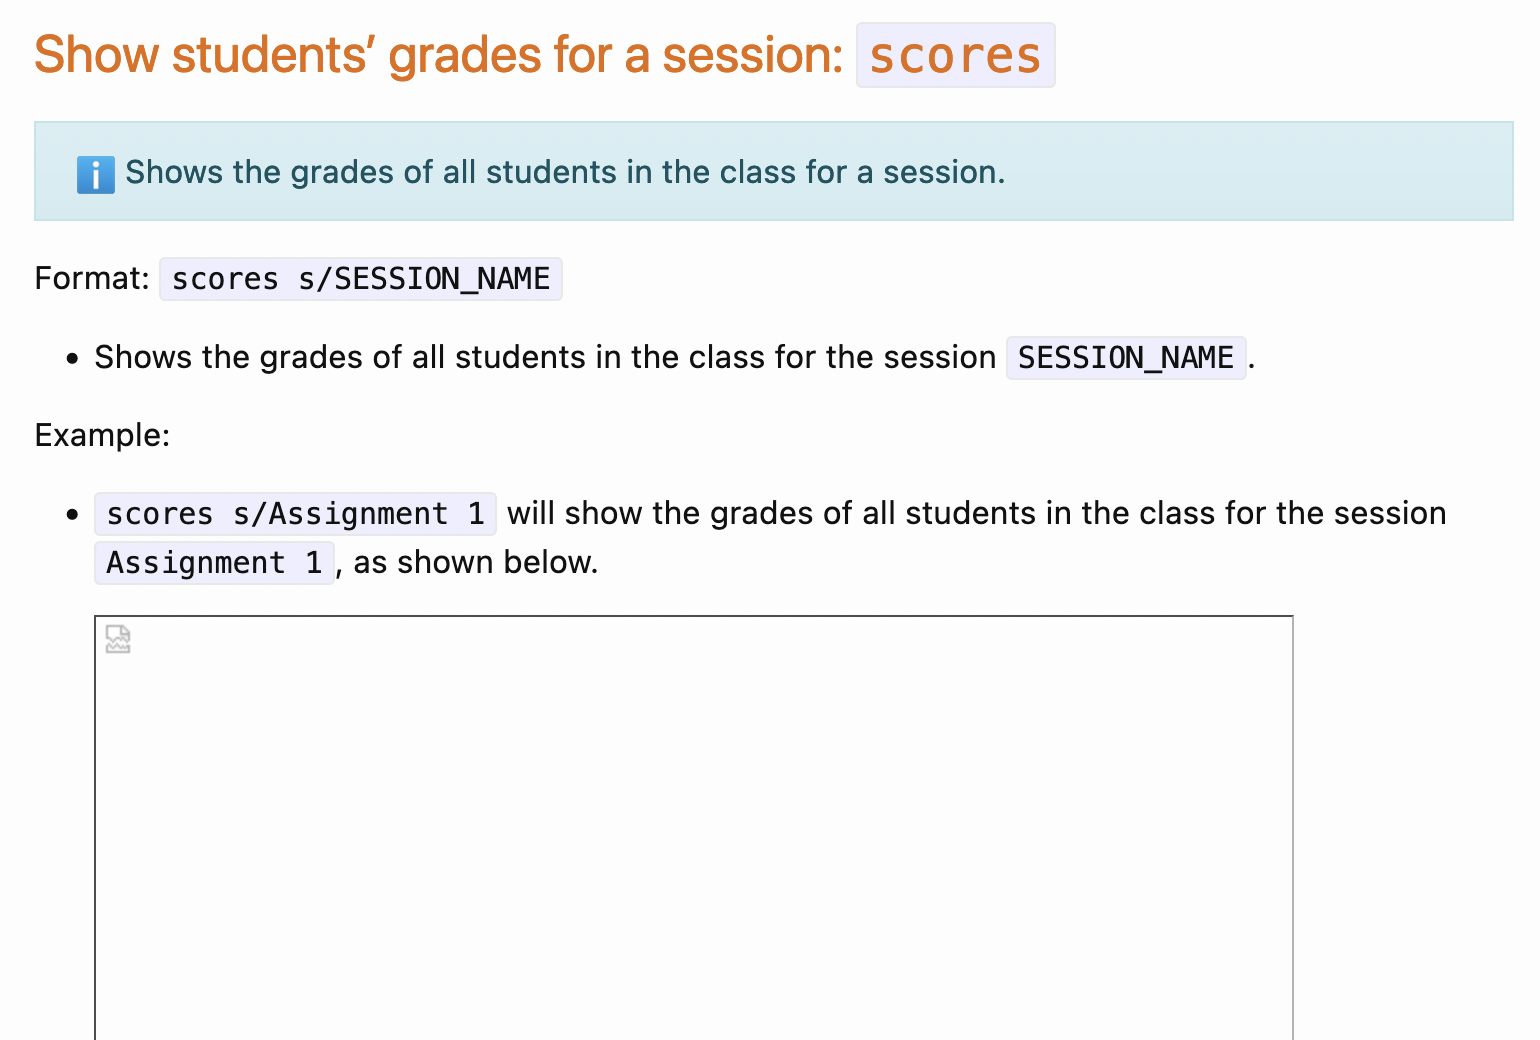 Show students’ grades for a session: scores
ℹ️ Shows the grades of all students in the class for a session.
Format: scores s/SESSION_NAME
• Shows the grades of all students in the class for the session SESSION_NAME.
Example:
• scores s/Assignment 1 will show the grades of all students in the class for the session
Assignment 1, as shown below.